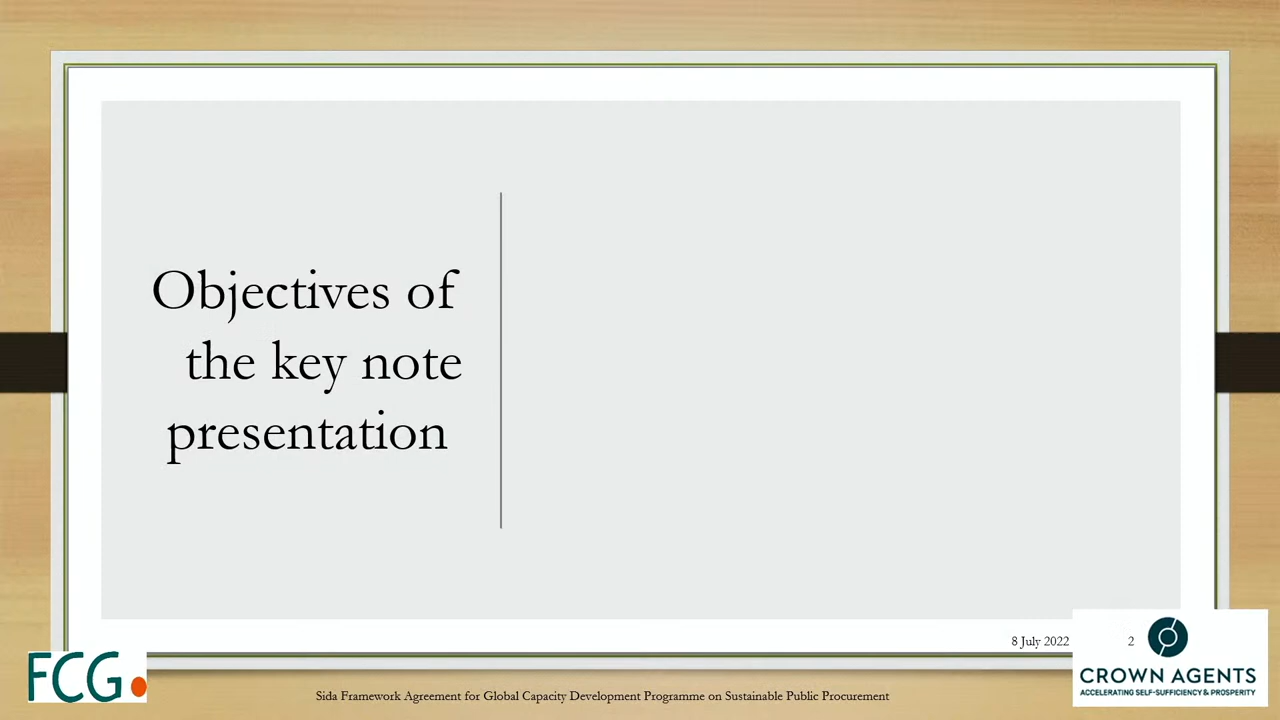 Objectives of
the key note
presentation
8 July 2022
2
FCG.
CROWN AGENTS
ACCELERATING SELF-SUFFICIENCY & PROSPERITY
Sida Framework Agreement for Global Capacity Development Programme on Sustainable Public Procurement